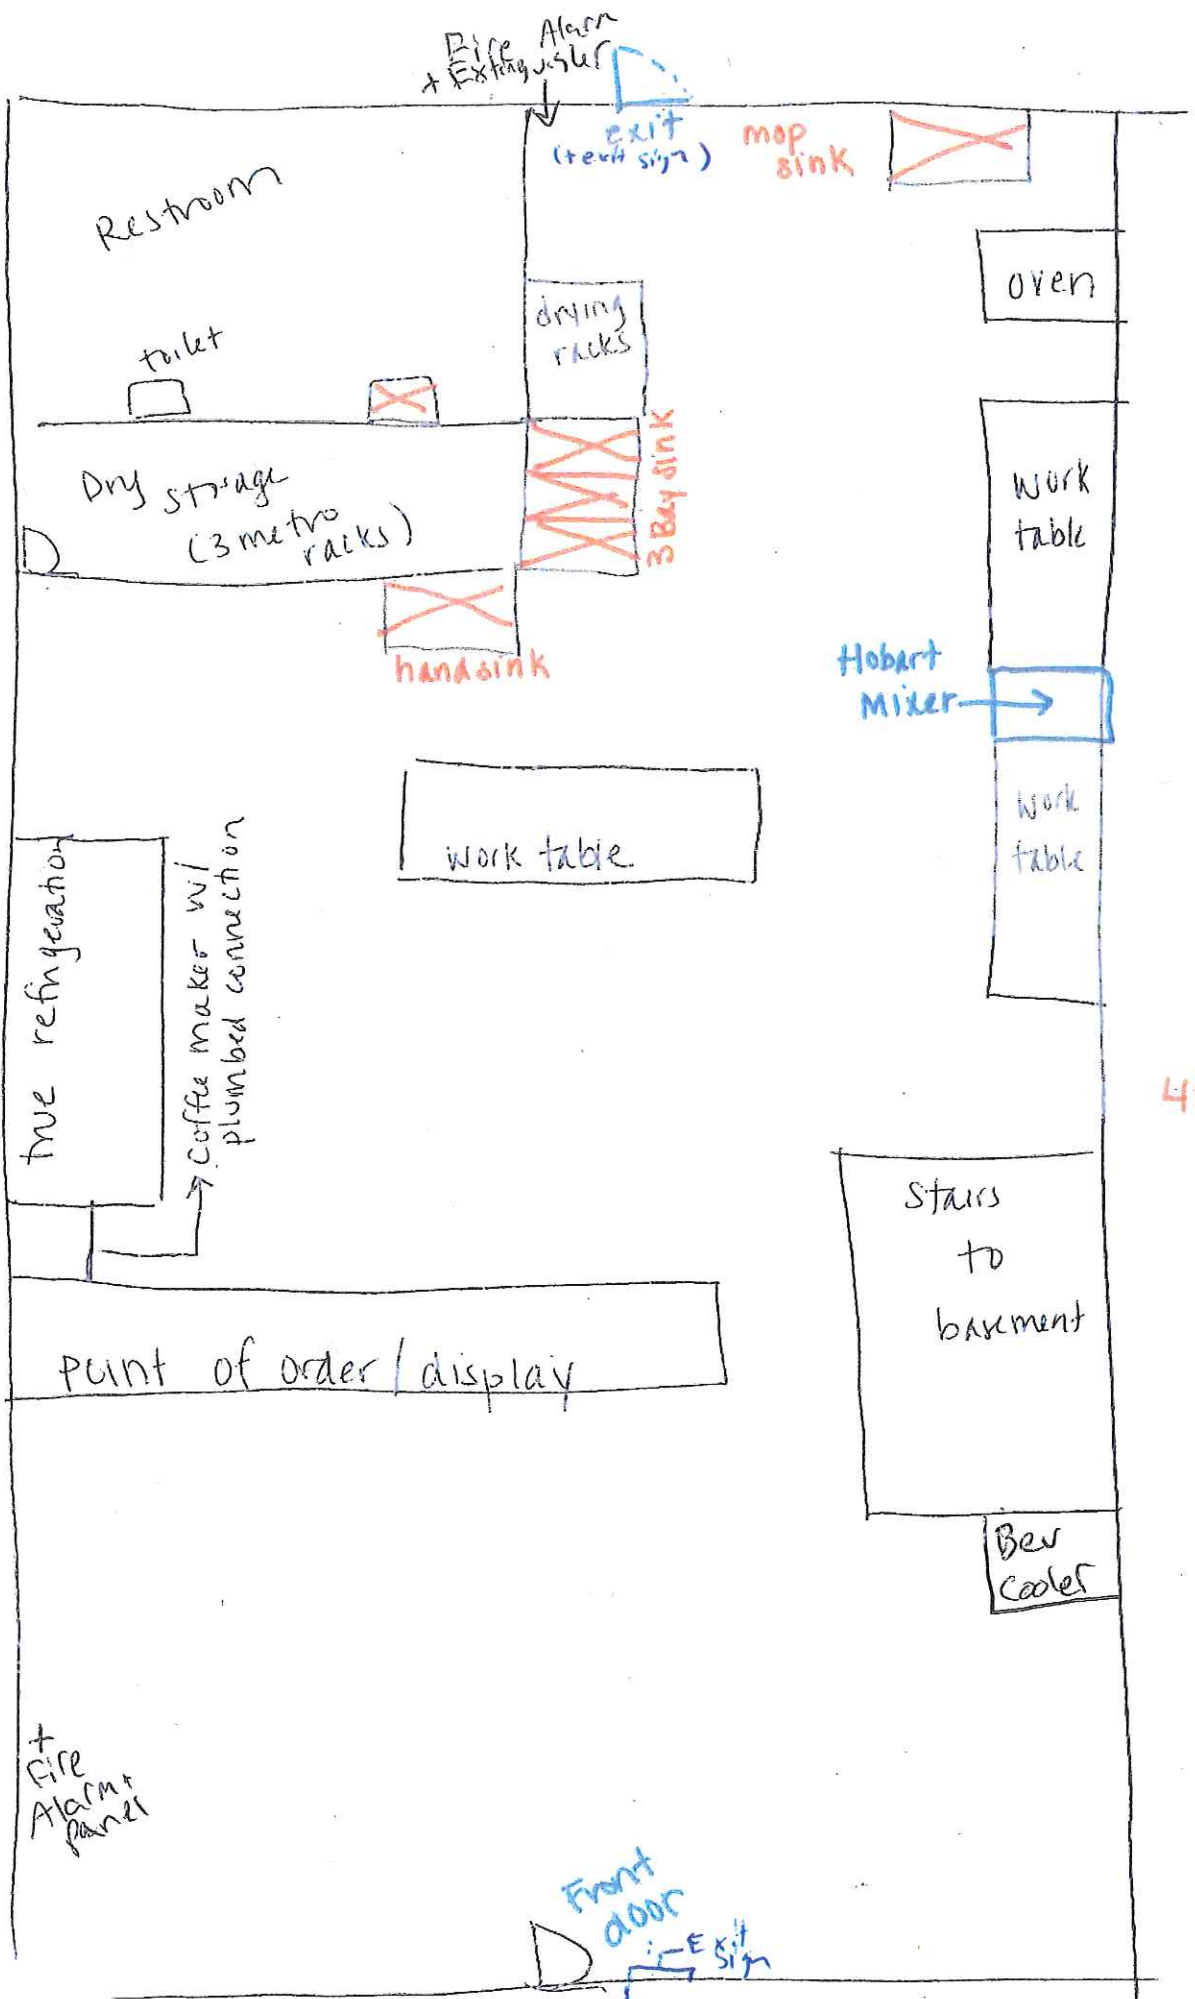 Fire Alarm
+ Extinguisher
exit
(+ exit sign)
mop
sink
Restroom
oven
drying
racks
toilet
3 Bay sink
Dry storage
(3 metro
racks)
work
table
handsink
Hobart
Mixer
work table
work
table
true refrigeration
Coffee maker w/
plumbed connection
4
Stairs
to
basement
point of order / display
Bev
Cooler
+
Fire
Alarm +
panel
Front
door
Exit
Sign